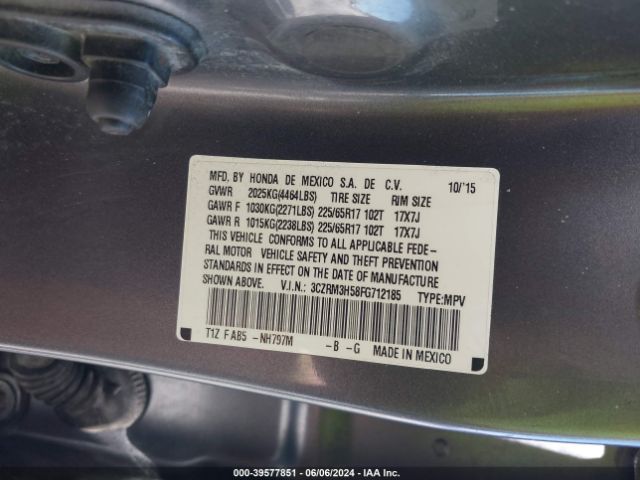 MFD. BY HONDA DE MEXICO S.A. DE C.V. 10/'15
GVWR 2025KG(4464LBS) TIRE SIZE RIM SIZE
GAWR F 1030KG(2271LBS) 225/65R17 102T 17X7J
GAWR R 1015KG(2238LBS) 225/65R17 102T 17X7J
THIS VEHICLE CONFORMS TO ALL APPLICABLE FEDE-
RAL MOTOR VEHICLE SAFETY AND THEFT PREVENTION
STANDARDS IN EFFECT ON THE DATE OF MANUFACTURE
SHOWN ABOVE. V.I.N.: 3CZRM3H58FG712185 TYPE:MPV
T1Z F AB5 -NH797M -B -G MADE IN MEXICO
000-39577851 - 06/06/2024 - IAA Inc.